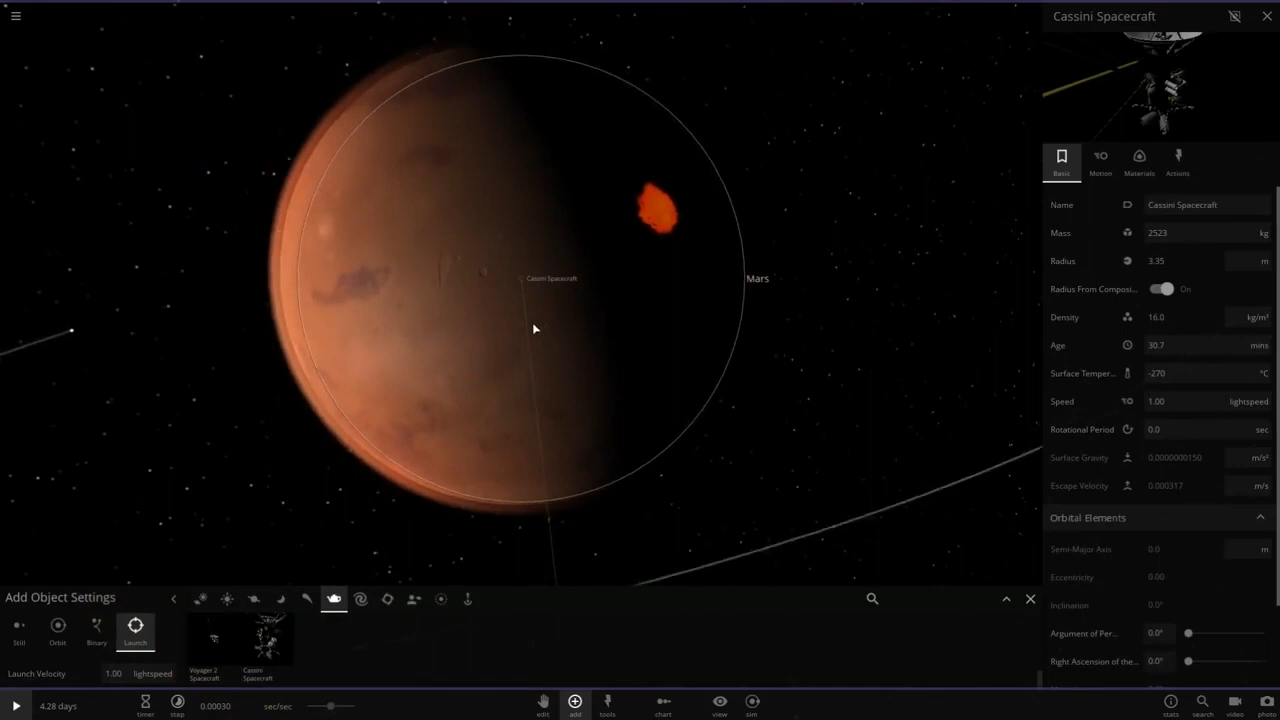 Cassini Spacecraft
Basic
Motion
Materials
Actions
Name
Cassini Spacecraft
Mass
2523
kg
Radius
3.35
m
Radius From Composi...
On
Density
16.0
kg/m³
Age
30.7
mins
Surface Temper...
-270
°C
Speed
1.00
lightspeed
Rotational Period
0.0
sec
Surface Gravity
0.0000000150
m/s²
Escape Velocity
0.000317
m/s
Orbital Elements
Semi-Major Axis
0.0
m
Eccentricity
0.00
Inclination
0.0°
Argument of Per...
0.0°
Right Ascension of the...
0.0°
Cassini Spacecraft
Mars
Add Object Settings
Still
Orbit
Binary
Launch
Voyager 2
Spacecraft
Cassini
Spacecraft
Launch Velocity
1.00
lightspeed
4.28 days
timer
step
0.00030
sec/sec
edit
add
tools
chart
view
sim
stats
search
video
photo